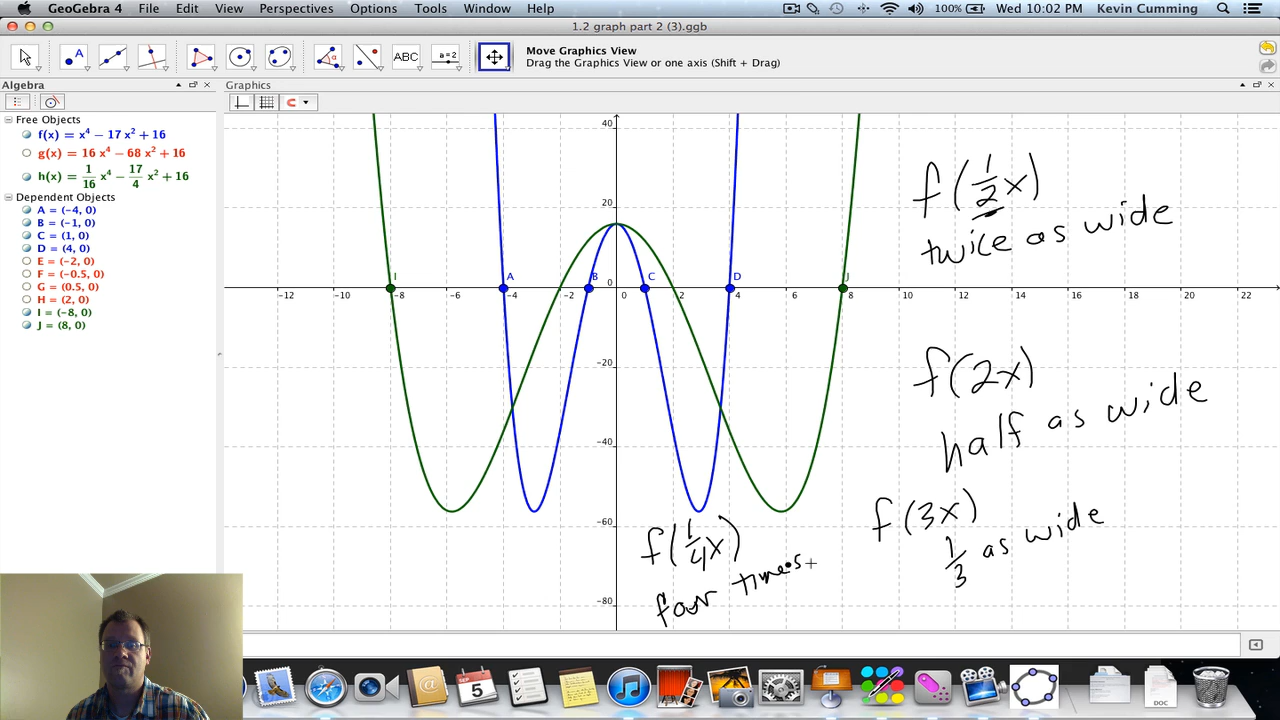 GeoGebra 4 File Edit View Perspectives Options Tools Window Help 100% Wed 10:02 PM Kevin Cumming
1.2 graph part 2 (3).ggb
A ABC a=2
Move Graphics View
Drag the Graphics View or one axis (Shift + Drag)
Algebra
Graphics
Free Objects
f(x) = x⁴ − 17 x² + 16
g(x) = 16 x⁴ − 68 x² + 16
h(x) = 1/16 x⁴ − 17/4 x² + 16
Dependent Objects
A = (−4, 0)
B = (−1, 0)
C = (1, 0)
D = (4, 0)
E = (−2, 0)
F = (−0.5, 0)
G = (0.5, 0)
H = (2, 0)
I = (−8, 0)
J = (8, 0)
40
20
0
−20
−40
−60
−80
I A B C D J
−12 −10 −8 −6 −4 −2 0 2 4 6 8 10 12 14 16 18 20 22
f(1/2x)
twice as wide
f(2x)
half as wide
f(3x)
1/3 as wide
f(1/4x)
four times
SEP
5
DOC